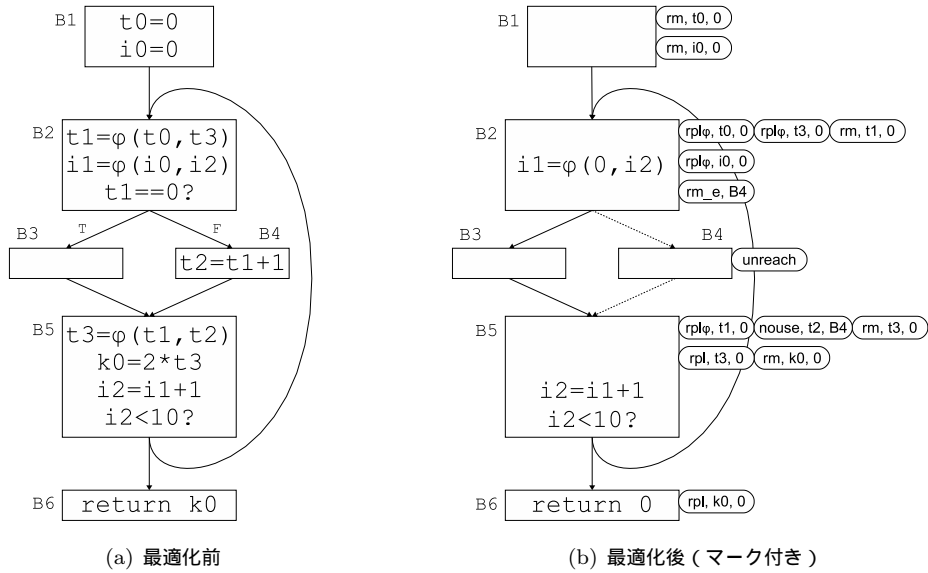 B1
t0=0
i0=0
B2
t1=φ(t0,t3)
i1=φ(i0,i2)
t1==0?
T
F
B3
B4
t2=t1+1
B5
t3=φ(t1,t2)
k0=2*t3
i2=i1+1
i2<10?
B6
return k0
(a) 最適化前
B1
rm, t0, 0
rm, i0, 0
B2
rplφ, t0, 0
rplφ, t3, 0
rm, t1, 0
i1=φ(0,i2)
rplφ, i0, 0
rm_e, B4
B3
B4
unreach
B5
rplφ, t1, 0
nouse, t2, B4
rm, t3, 0
rpl, t3, 0
rm, k0, 0
i2=i1+1
i2<10?
B6
return 0
rpl, k0, 0
(b) 最適化後(マーク付き)